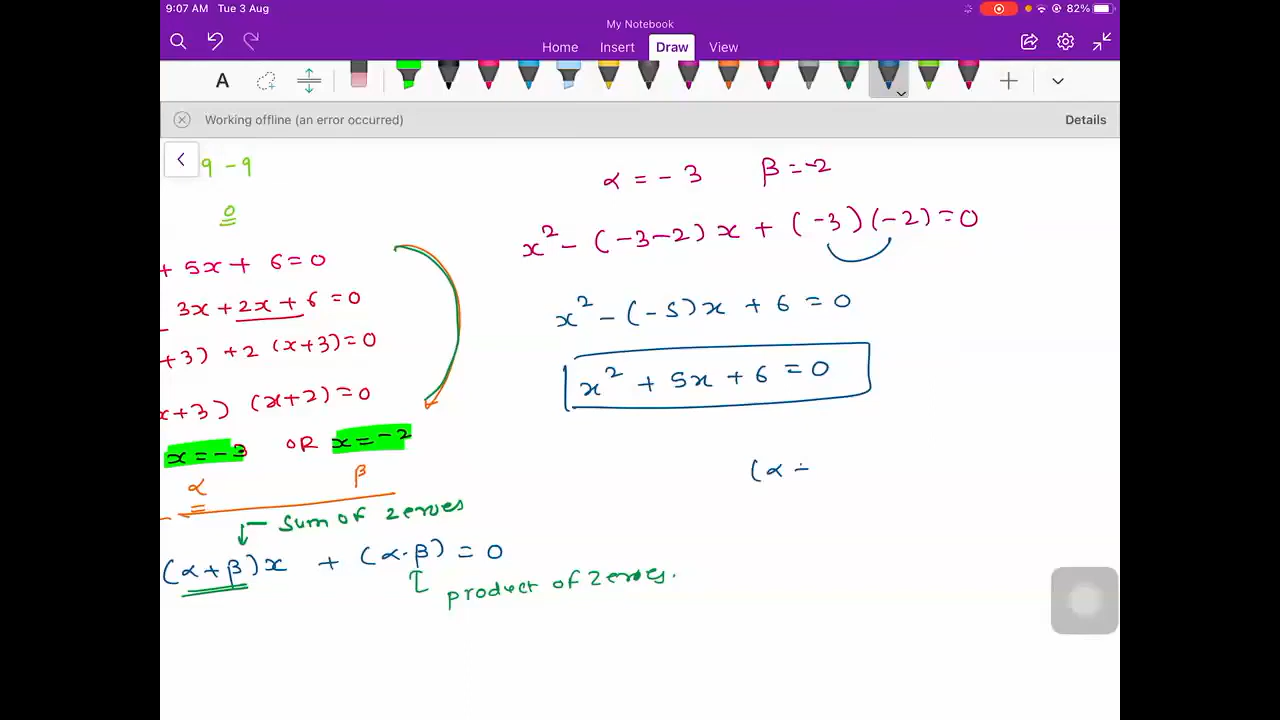 9:07 AM Tue 3 Aug
82%
My Notebook
Home Insert Draw View
A
Working offline (an error occurred)
Details
9 - 9
0
+ 5x + 6 = 0
3x + 2x + 6 = 0
+3) + 2 (x+3) = 0
x+3) (x+2) = 0
x = -3 OR x = -2
α β
sum of zeroes
(α+β)x + (α·β) = 0
product of zeroes.
α = -3 β = -2
x² - (-3-2)x + (-3)(-2) = 0
x² - (-5)x + 6 = 0
x² + 5x + 6 = 0
(α